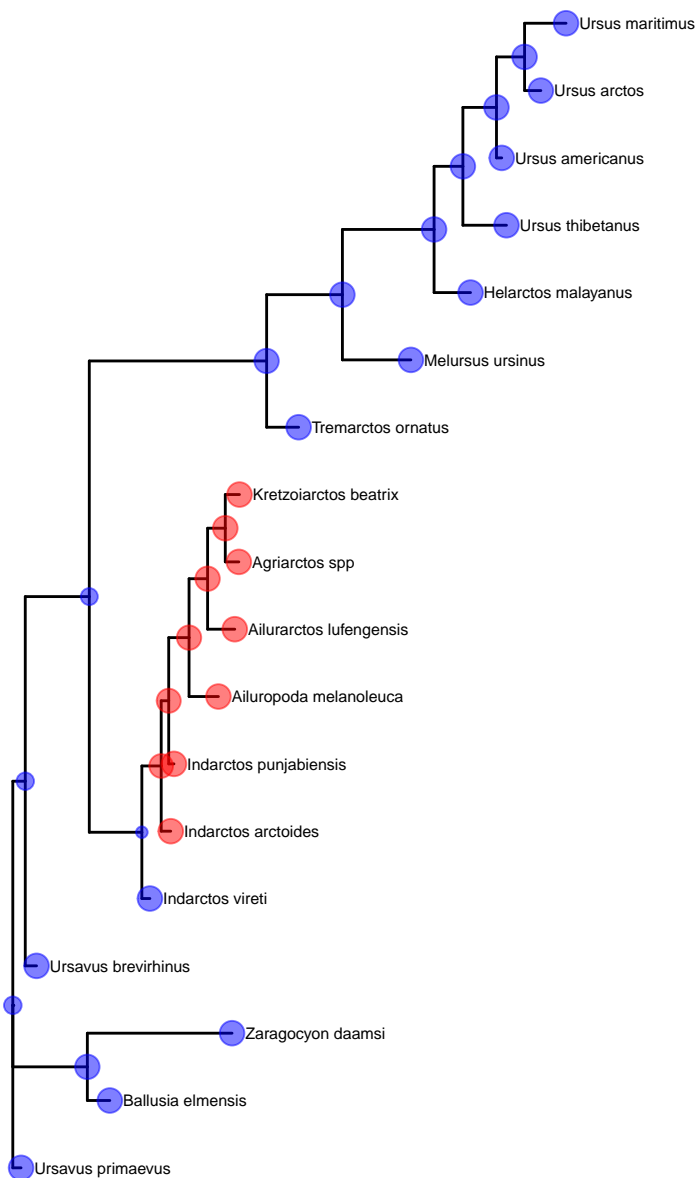 Ursus maritimus
Ursus arctos
Ursus americanus
Ursus thibetanus
Helarctos malayanus
Melursus ursinus
Tremarctos ornatus
Kretzoiarctos beatrix
Agriarctos spp
Ailurarctos lufengensis
Ailuropoda melanoleuca
Indarctos punjabiensis
Indarctos arctoides
Indarctos vireti
Ursavus brevirhinus
Zaragocyon daamsi
Ballusia elmensis
Ursavus primaevus